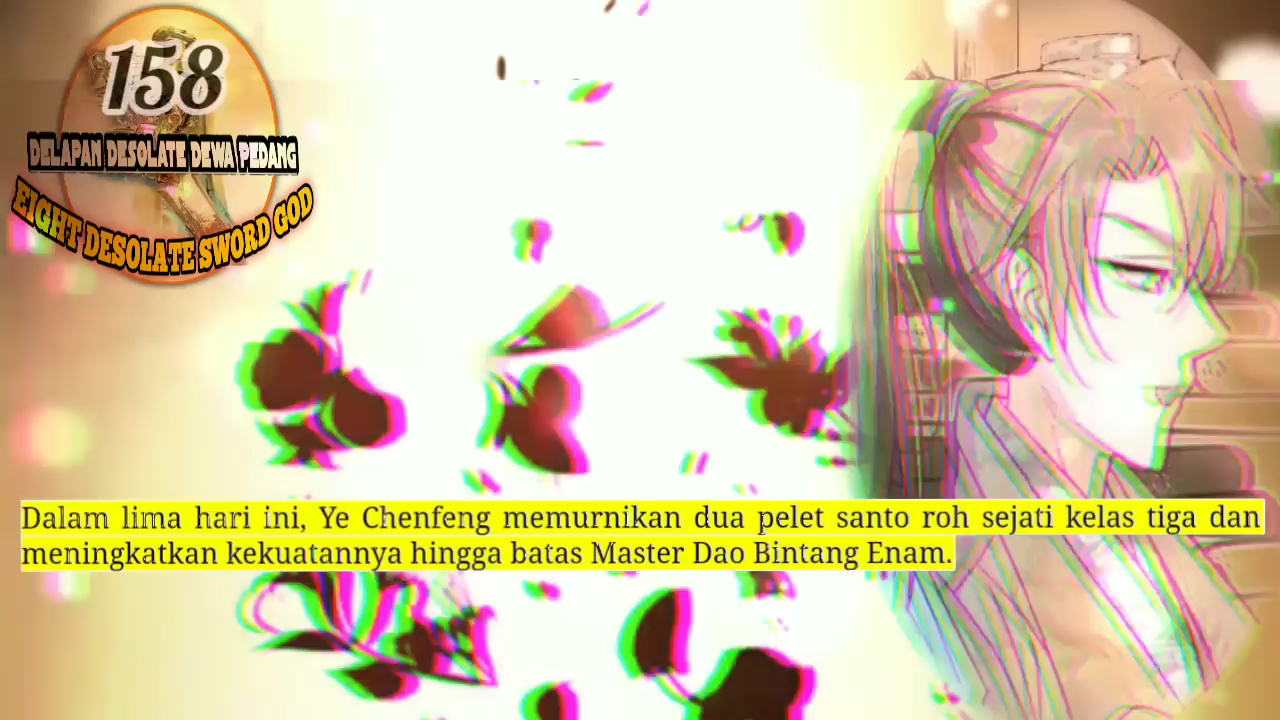 158
DELAPAN DESOLATE DEWA PEDANG
EIGHT DESOLATE SWORD GOD
Dalam lima hari ini, Ye Chenfeng memurnikan dua pelet santo roh sejati kelas tiga dan
meningkatkan kekuatannya hingga batas Master Dao Bintang Enam.